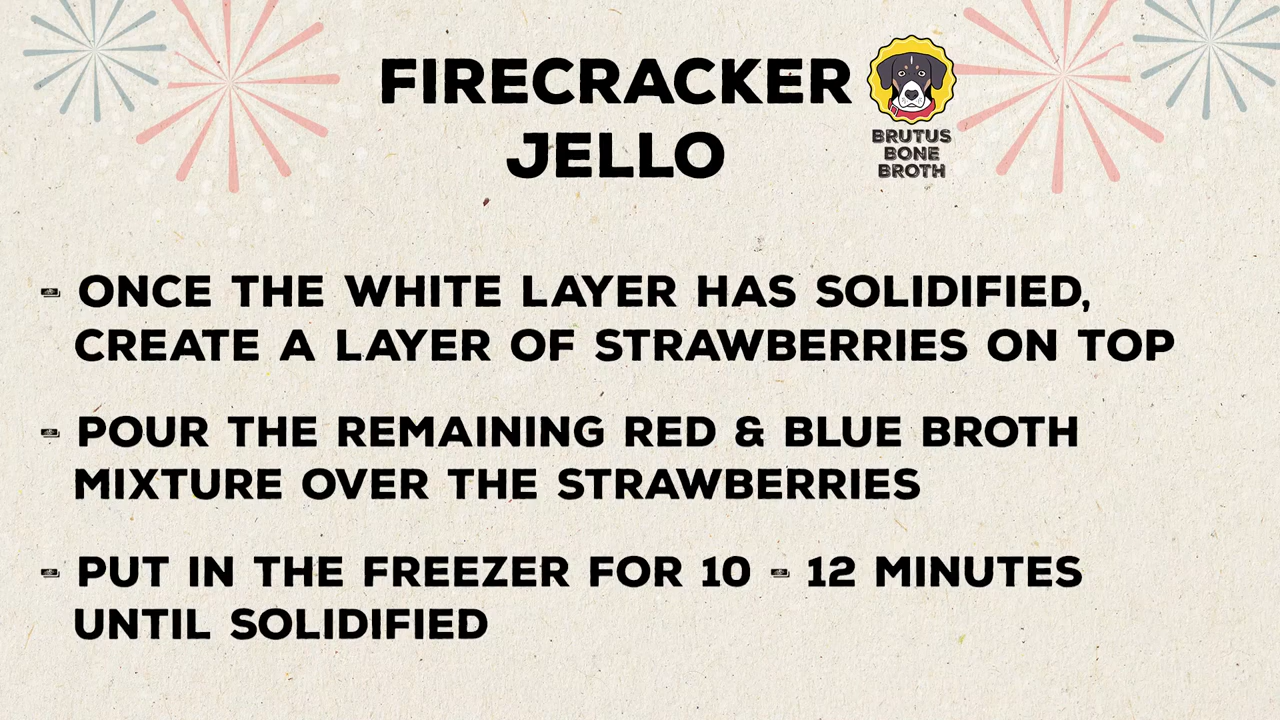 FIRECRACKER
JELLO
BRUTUS
BONE
BROTH
- ONCE THE WHITE LAYER HAS SOLIDIFIED,
CREATE A LAYER OF STRAWBERRIES ON TOP
- POUR THE REMAINING RED & BLUE BROTH
MIXTURE OVER THE STRAWBERRIES
- PUT IN THE FREEZER FOR 10 - 12 MINUTES
UNTIL SOLIDIFIED